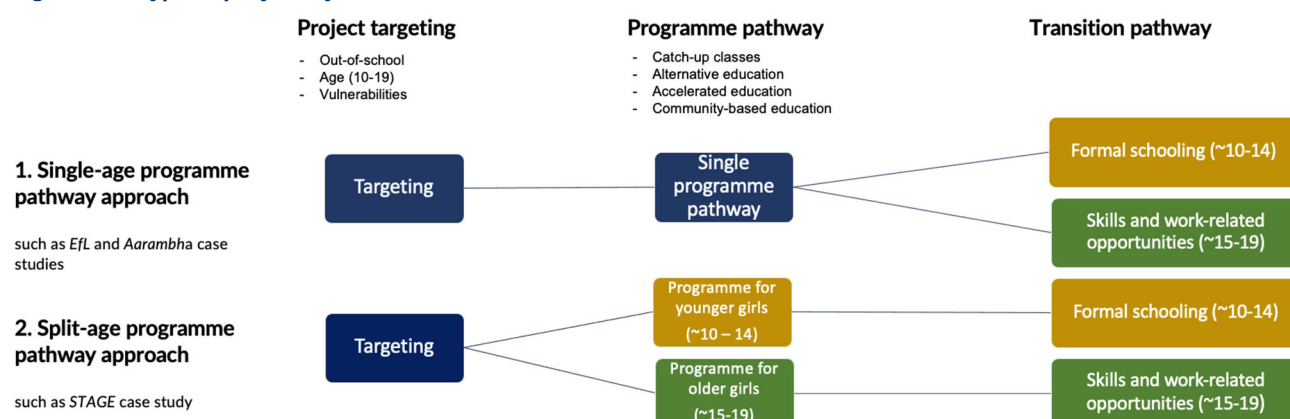 Project targeting
- Out-of-school
- Age (10-19)
- Vulnerabilities
Programme pathway
- Catch-up classes
- Alternative education
- Accelerated education
- Community-based education
Transition pathway
1. Single-age programme
pathway approach
such as EfL and Aarambha case
studies
Targeting
Single
programme
pathway
Formal schooling (~10-14)
Skills and work-related
opportunities (~15-19)
2. Split-age programme
pathway approach
such as STAGE case study
Targeting
Programme for
younger girls
(~10 – 14)
Programme for
older girls
(~15-19)
Formal schooling (~10-14)
Skills and work-related
opportunities (~15-19)